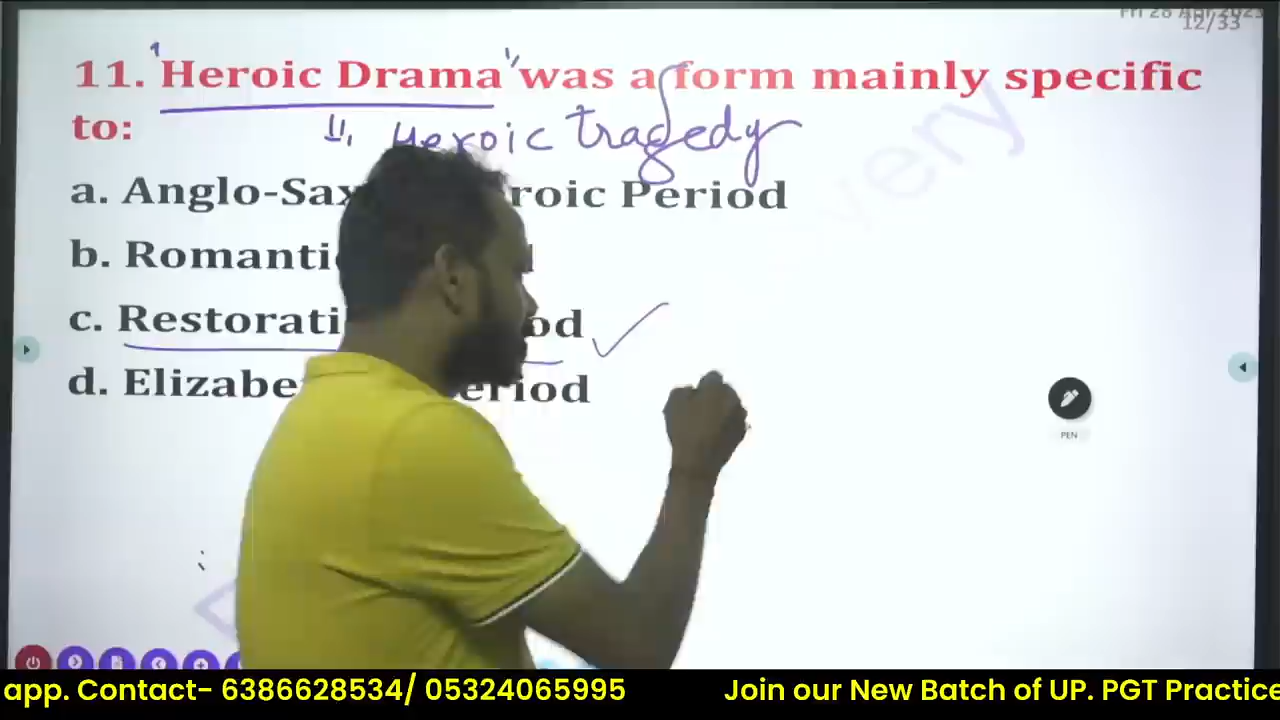 Fri 28 Apr 2023
12/33
11. Heroic Drama was a form mainly specific
to:
Heroic tragedy
very
a. Anglo-Sax roic Period
b. Romanti d
c. Restorati od
d. Elizabe eriod
PEN
app. Contact- 6386628534/ 05324065995 Join our New Batch of UP. PGT Practice